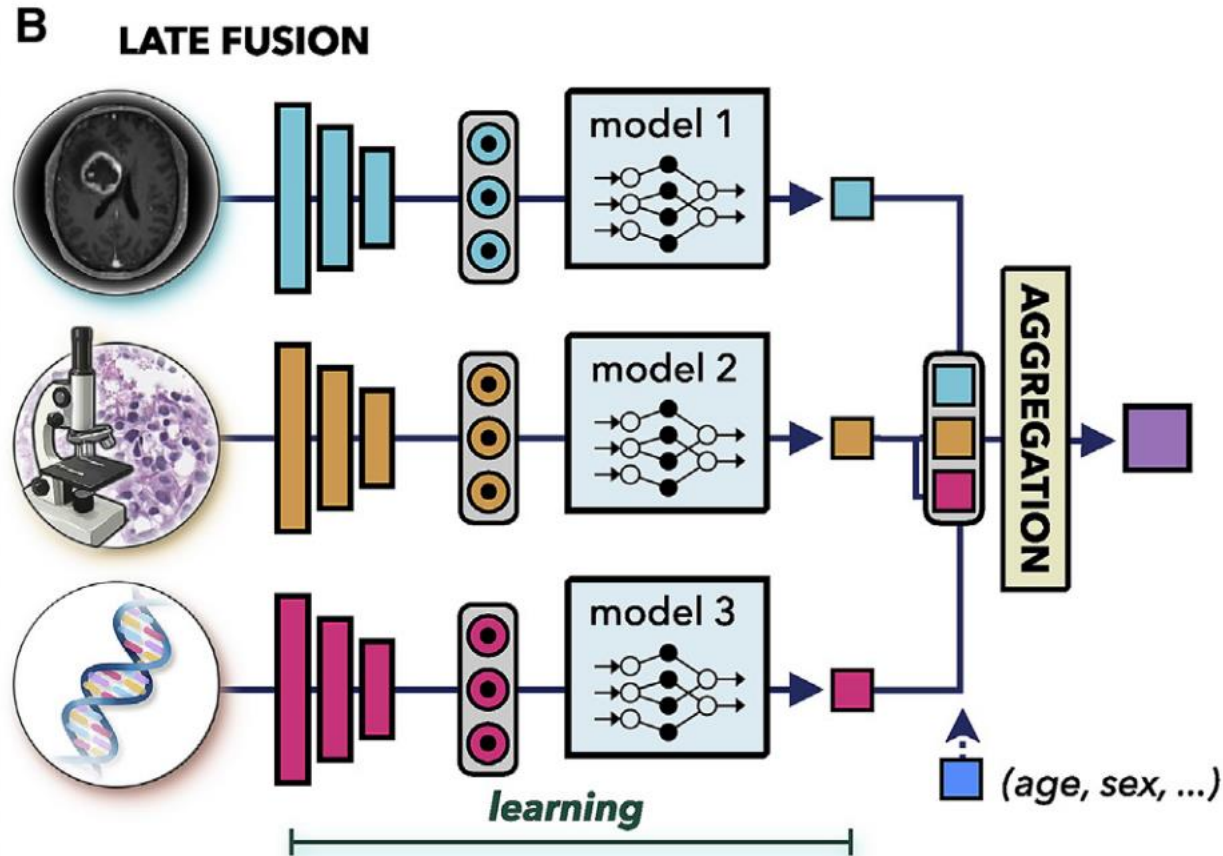 B
LATE FUSION
model 1
model 2
model 3
AGGREGATION
(age, sex, ...)
learning